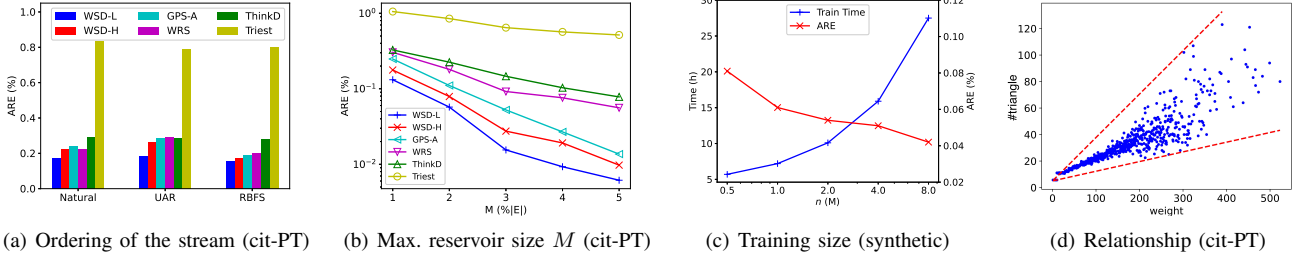 WSD-L
WSD-H
GPS-A
WRS
ThinkD
Triest
1.0
0.8
0.6
0.4
0.2
0.0
ARE (%)
Natural
UAR
RBFS
(a) Ordering of the stream (cit-PT)
10⁰
10⁻¹
10⁻²
ARE (%)
WSD-L
WSD-H
GPS-A
WRS
ThinkD
Triest
1
2
3
4
5
M (%|E|)
(b) Max. reservoir size M (cit-PT)
30
25
20
15
10
5
Time (h)
Train Time
ARE
0.12
0.10
0.08
0.06
0.04
0.02
ARE (%)
0.5
1.0
2.0
4.0
8.0
n (M)
(c) Training size (synthetic)
120
100
80
60
40
20
0
#triangle
0
100
200
300
400
500
weight
(d) Relationship (cit-PT)